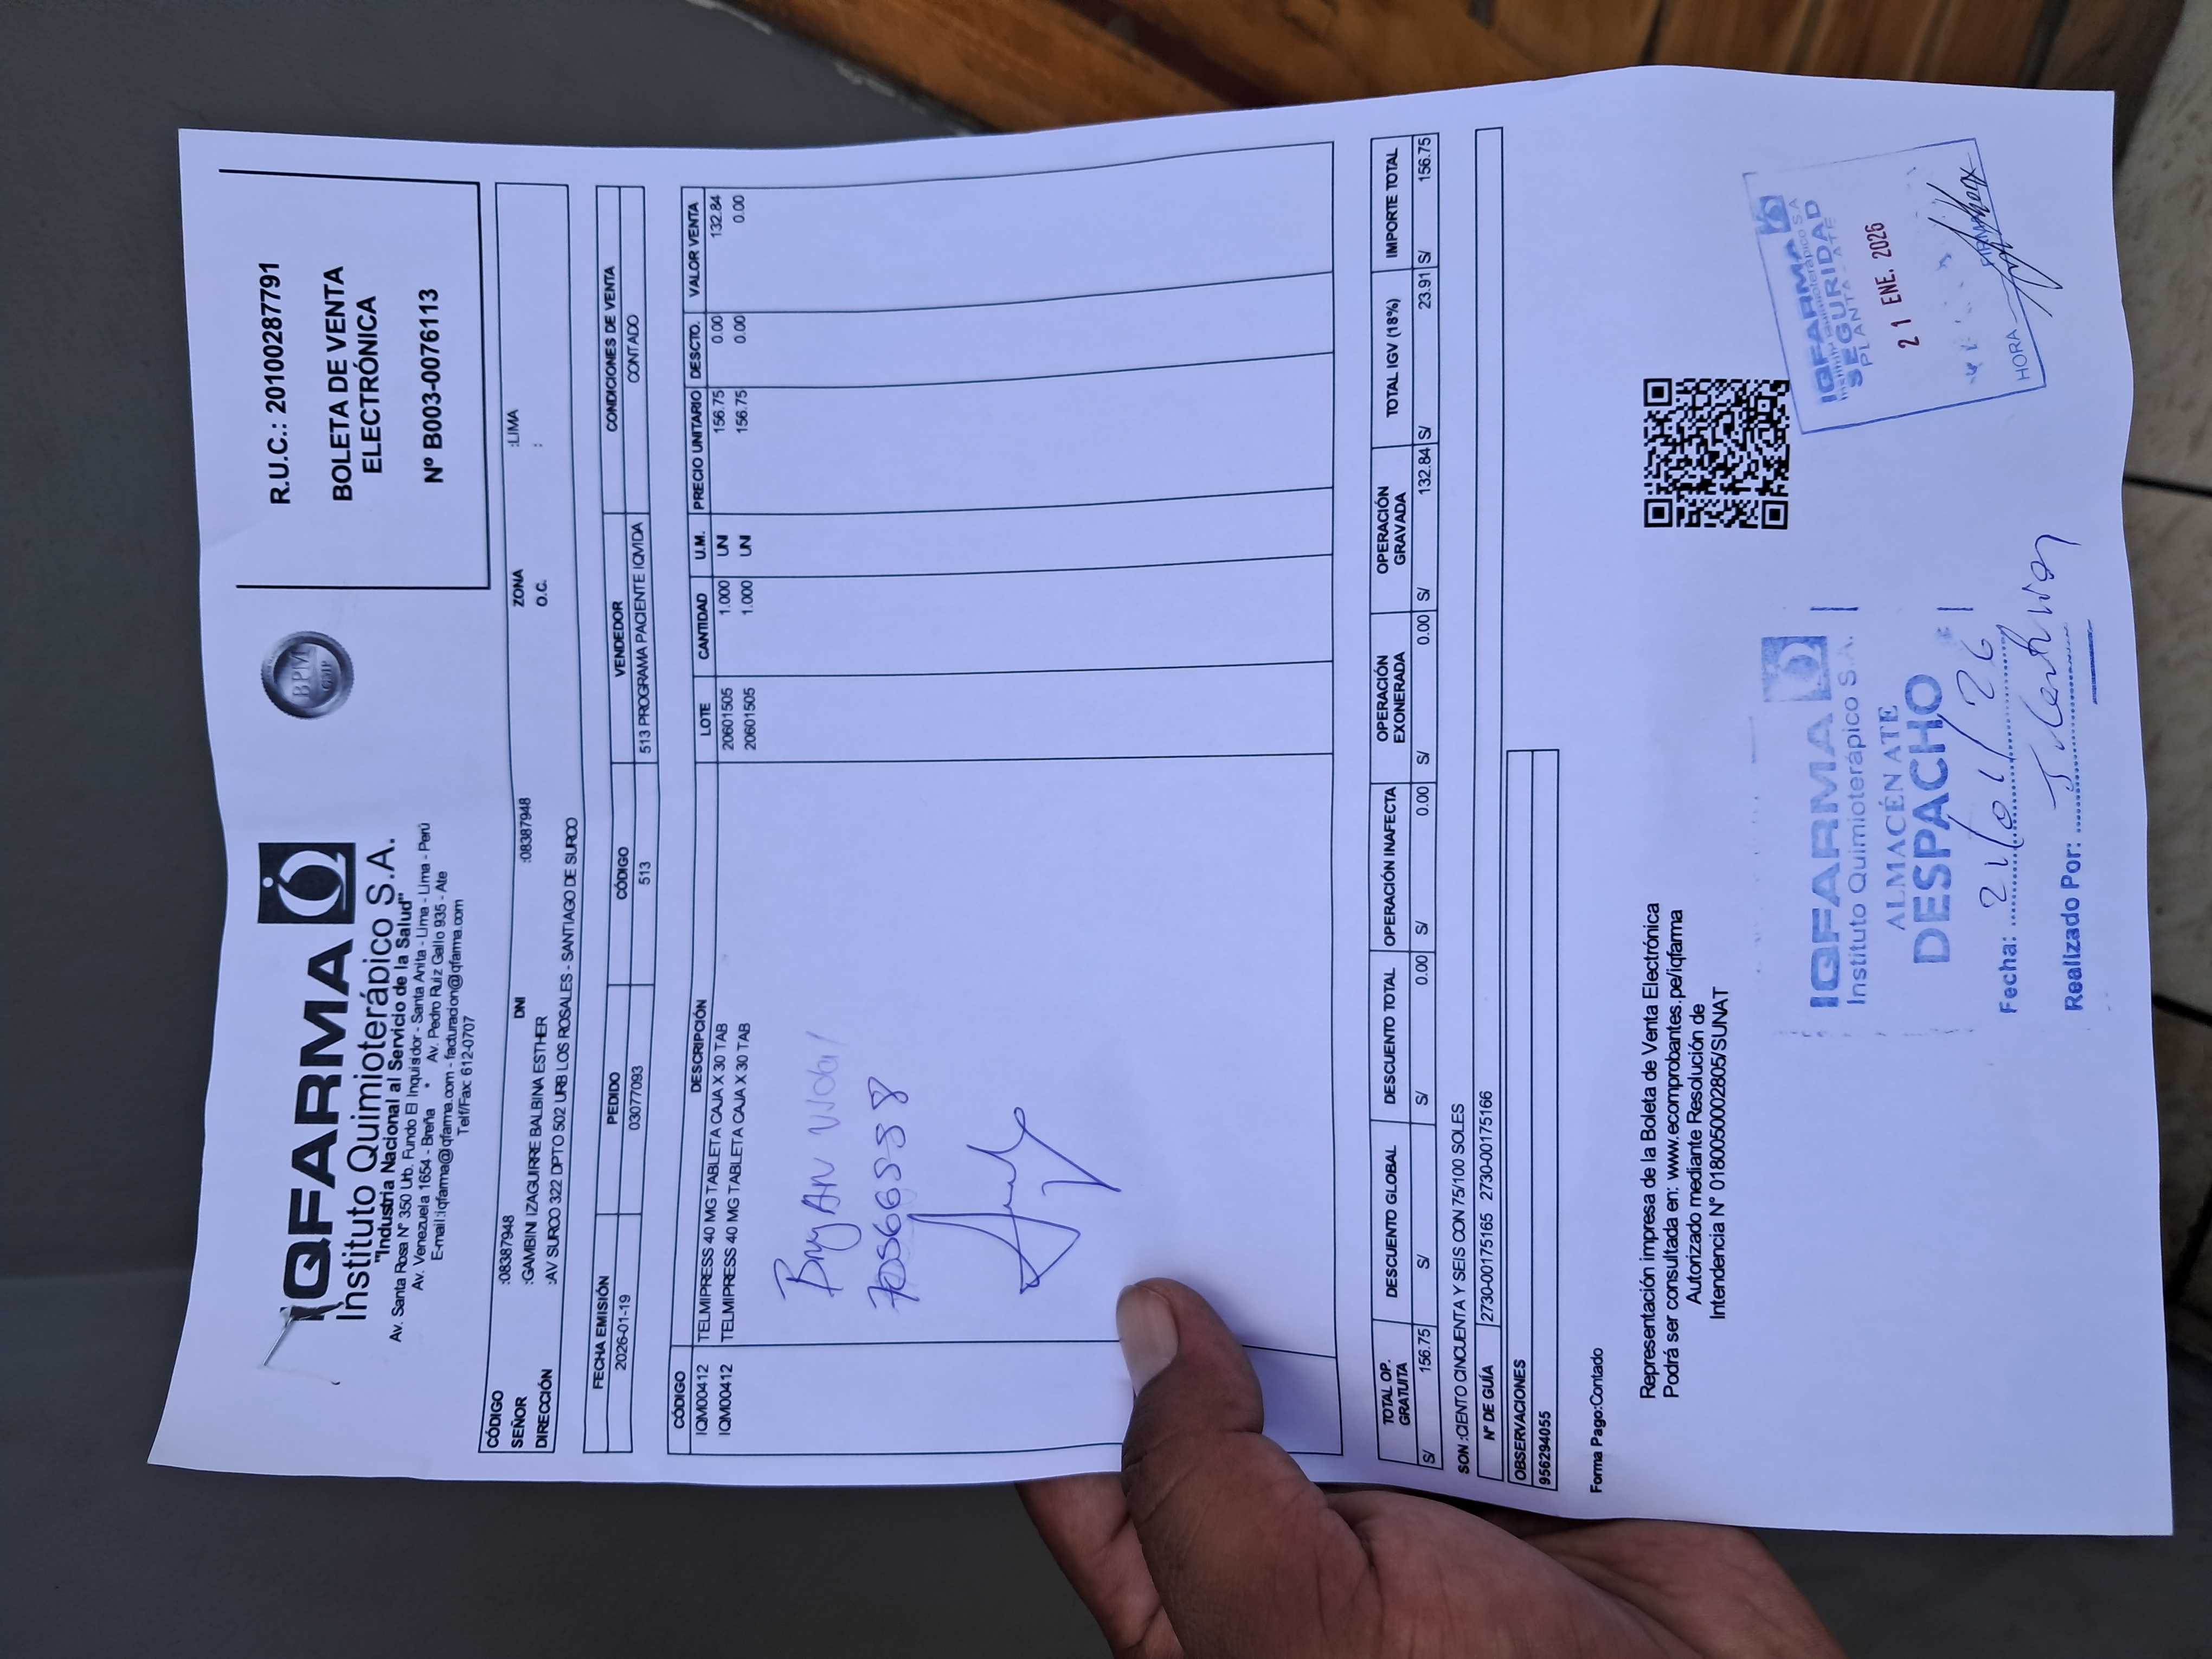 IQFARMA
Instituto Quimioterápico S.A.
"Industria Nacional al Servicio de la Salud"
Av. Santa Rosa N° 350 Urb. Fundo El Inquisidor - Santa Anita - Lima - Lima - Perú
Av. Venezuela 1654 - Breña * Av. Pedro Ruiz Gallo 935 - Ate
E-mail:iqfarma@iqfarma.com - facturacion@iqfarma.com
Telf/Fax: 612-0707
BPM
R.U.C.: 20100287791
BOLETA DE VENTA
ELECTRÓNICA
Nº B003-0076113
CÓDIGO :08387948 DNI :08387948 ZONA :LIMA
SEÑOR :GAMBINI IZAGUIRRE BALBINA ESTHER O.C. :
DIRECCIÓN :AV SURCO 322 DPTO 502 URB LOS ROSALES - SANTIAGO DE SURCO
FECHA EMISIÓN PEDIDO CÓDIGO VENDEDOR CONDICIONES DE VENTA
2026-01-19 03077093 513 513 PROGRAMA PACIENTE IQVIDA CONTADO
CÓDIGO DESCRIPCIÓN LOTE CANTIDAD U.M. PRECIO UNITARIO DESCTO. VALOR VENTA
IQM00412 TELMIPRESS 40 MG TABLETA CAJA X 30 TAB 20601505 1.000 UN 156.75 0.00 132.84
IQM00412 TELMIPRESS 40 MG TABLETA CAJA X 30 TAB 20601505 1.000 UN 156.75 0.00 0.00
BryAN
TOTAL OP. GRATUITA DESCUENTO GLOBAL DESCUENTO TOTAL OPERACIÓN INAFECTA OPERACIÓN EXONERADA OPERACIÓN GRAVADA TOTAL IGV (18%) IMPORTE TOTAL
S/ 156.75 S/ S/ 0.00 S/ 0.00 S/ 0.00 S/ 132.84 S/ 23.91 S/ 156.75
SON :CIENTO CINCUENTA Y SEIS CON 75/100 SOLES
Nº DE GUÍA 2730-00175165 2730-00175166
OBSERVACIONES
956294055
Forma Pago:Contado
Representación impresa de la Boleta de Venta Electrónica
Podrá ser consultada en: www.ecomprobantes.pe/iqfarma
Autorizado mediante Resolución de
Intendencia N° 0180050002805/SUNAT
IQFARMA
Instituto Quimioterápico S.A.
ALMACÉN ATE
DESPACHO
Fecha: 21/01/26
Realizado Por:
IQFARMA
Instituto Quimioterápico S.A
SEGURIDAD
PLANTA - ATE
21 ENE. 2026
HORA FIRMA